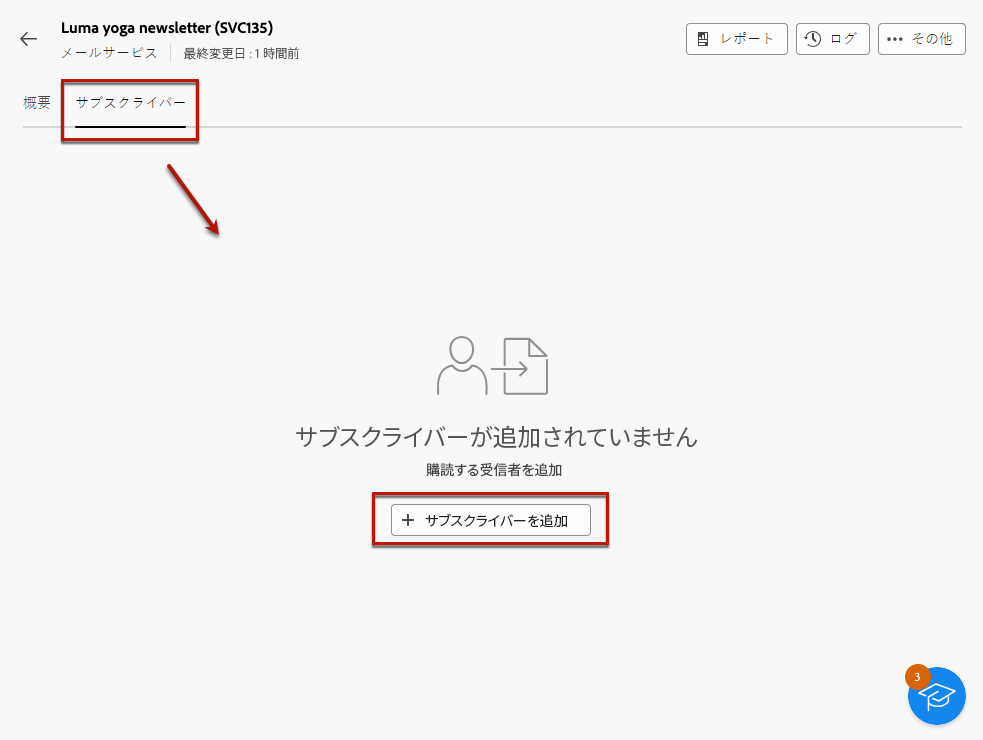 Luma yoga newsletter (SVC135)
メールサービス 最終変更日 : 1 時間前
レポート ログ その他
概要 サブスクライバー
サブスクライバーが追加されていません
購読する受信者を追加
サブスクライバーを追加
3